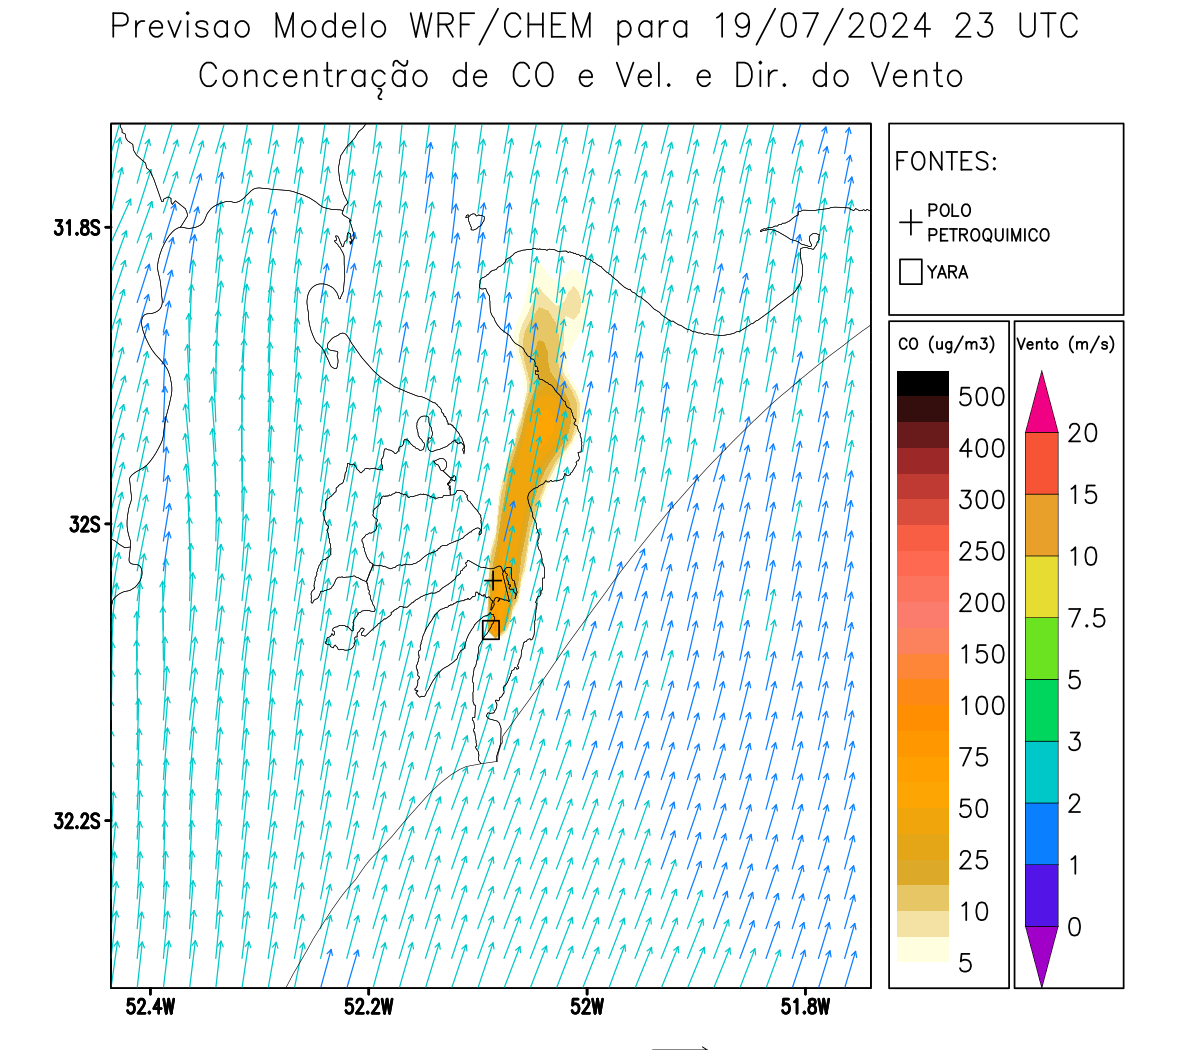 Previsao Modelo WRF/CHEM para 19/07/2024 23 UTC
Concentração de CO e Vel. e Dir. do Vento
FONTES:
POLO
PETROQUIMICO
YARA
CO (ug/m3)
500
400
300
250
200
150
100
75
50
25
10
5
Vento (m/s)
20
15
10
7.5
5
3
2
1
0
31.8S
32S
32.2S
52.4W
52.2W
52W
51.8W